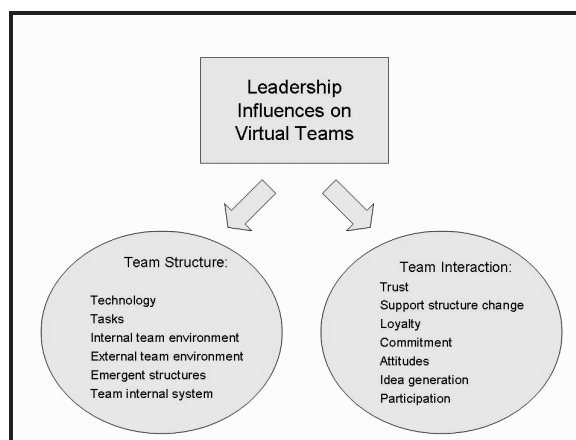 Leadership
Influences on
Virtual Teams
Team Structure:
Technology
Tasks
Internal team environment
External team environment
Emergent structures
Team internal system
Team Interaction:
Trust
Support structure change
Loyalty
Commitment
Attitudes
Idea generation
Participation